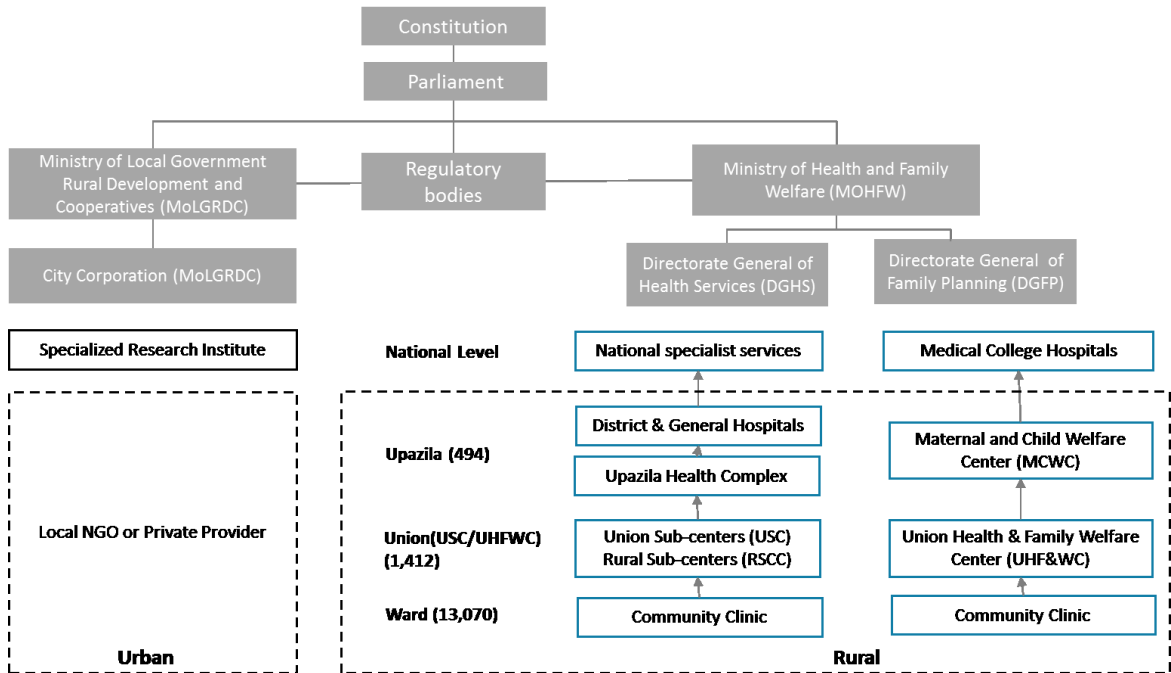 Constitution
Parliament
Ministry of Local Government
Rural Development and
Cooperatives (MoLGRDC)
Regulatory
bodies
Ministry of Health and Family
Welfare (MOHFW)
City Corporation (MoLGRDC)
Directorate General of
Health Services (DGHS)
Directorate General of
Family Planning (DGFP)
Specialized Research Institute
National Level
National specialist services
Medical College Hospitals
Upazila (494)
District & General Hospitals
Upazila Health Complex
Maternal and Child Welfare
Center (MCWC)
Local NGO or Private Provider
Union(USC/UHFWC)
(1,412)
Union Sub-centers (USC)
Rural Sub-centers (RSCC)
Union Health & Family Welfare
Center (UHF&WC)
Ward (13,070)
Community Clinic
Community Clinic
Urban
Rural